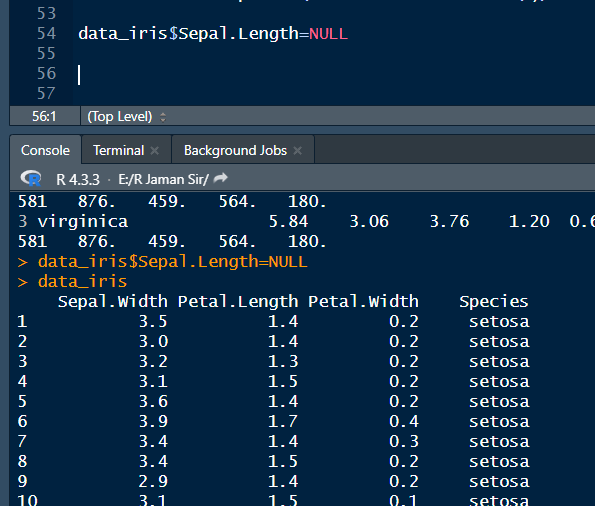 53
54 data_iris$Sepal.Length=NULL
55
56
57
56:1 (Top Level)
Console Terminal Background Jobs
R 4.3.3 · E:/R Jaman Sir/
581 876. 459. 564. 180.
3 virginica 5.84 3.06 3.76 1.20 0.6
581 876. 459. 564. 180.
> data_iris$Sepal.Length=NULL
> data_iris
Sepal.Width Petal.Length Petal.Width Species
1 3.5 1.4 0.2 setosa
2 3.0 1.4 0.2 setosa
3 3.2 1.3 0.2 setosa
4 3.1 1.5 0.2 setosa
5 3.6 1.4 0.2 setosa
6 3.9 1.7 0.4 setosa
7 3.4 1.4 0.3 setosa
8 3.4 1.5 0.2 setosa
9 2.9 1.4 0.2 setosa
10 3.1 1.5 0.1 setosa